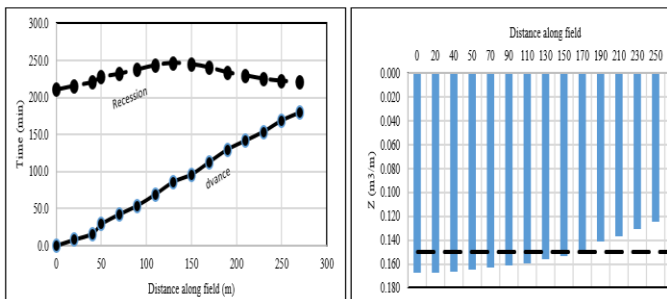 300.0
250.0
200.0
150.0
100.0
50.0
0.0
Time (min)
Recession
dvance
0 50 100 150 200 250 300
Distance along field (m)
Distance along field
0 20 40 50 70 90 110 130 150 170 190 210 230 250
0.000
0.020
0.040
0.060
0.080
0.100
0.120
0.140
0.160
0.180
Z (m3/m)